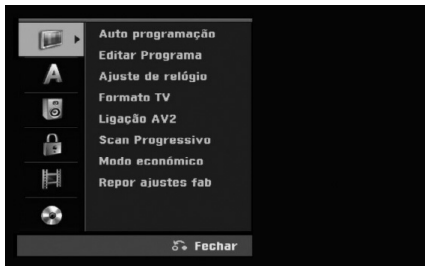 Auto programação
Editar Programa
A
Ajuste de relógio
Formato TV
Ligação AV2
Scan Progressivo
Modo económico
Repor ajustes fab
Fechar